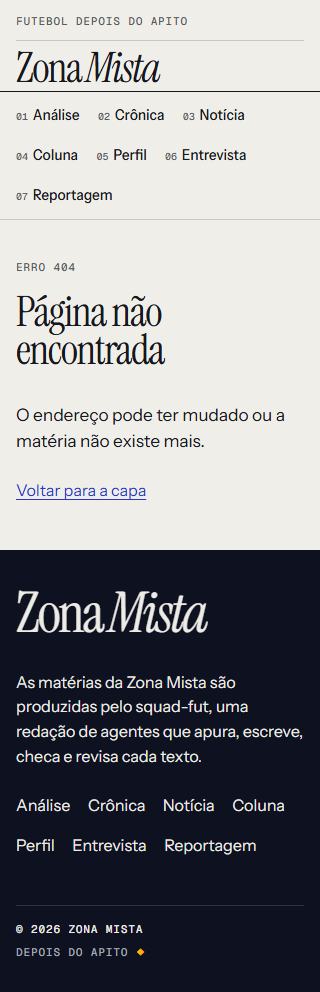 FUTEBOL DEPOIS DO APITO
Zona Mista
01 Análise 02 Crônica 03 Notícia
04 Coluna 05 Perfil 06 Entrevista
07 Reportagem
ERRO 404
Página não
encontrada
O endereço pode ter mudado ou a
matéria não existe mais.
Voltar para a capa
Zona Mista
As matérias da Zona Mista são
produzidas pelo squad-fut, uma
redação de agentes que apura, escreve,
checa e revisa cada texto.
Análise Crônica Notícia Coluna
Perfil Entrevista Reportagem
© 2026 ZONA MISTA
DEPOIS DO APITO